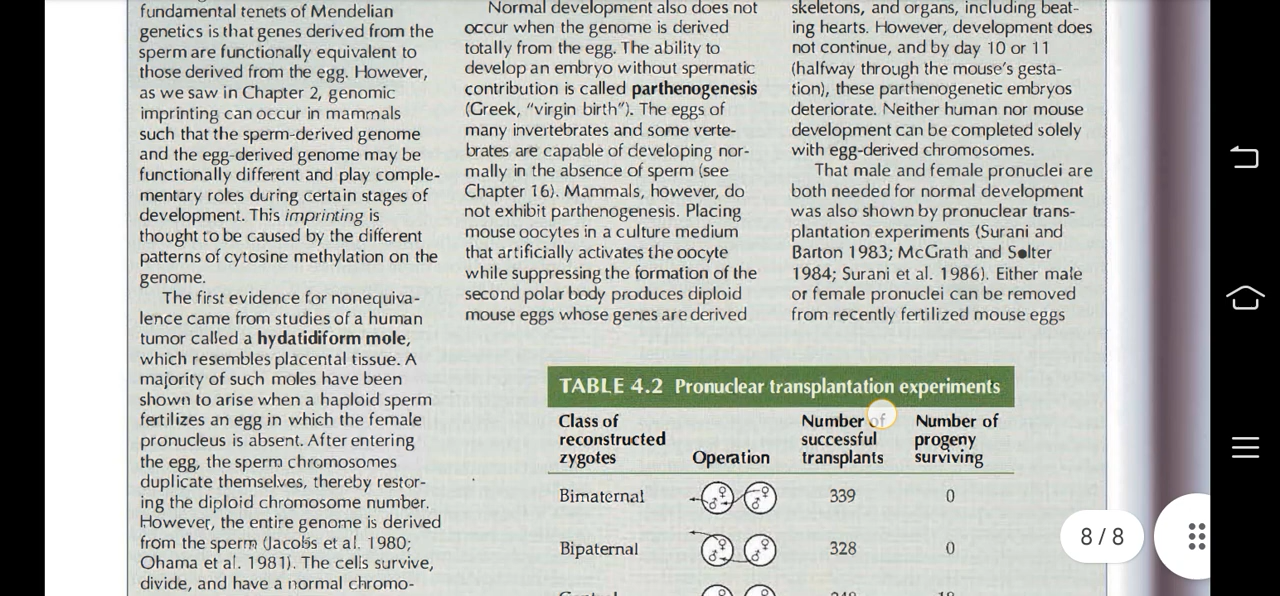 fundamental tenets of Mendelian
genetics is that genes derived from the
sperm are functionally equivalent to
those derived from the egg. However,
as we saw in Chapter 2, genomic
imprinting can occur in mammals
such that the sperm-derived genome
and the egg-derived genome may be
functionally different and play comple-
mentary roles during certain stages of
development. This imprinting is
thought to be caused by the different
patterns of cytosine methylation on the
genome.
The first evidence for nonequiva-
lence came from studies of a human
tumor called a hydatidiform mole,
which resembles placental tissue. A
majority of such moles have been
shown to arise when a haploid sperm
fertilizes an egg in which the female
pronucleus is absent. After entering
the egg, the sperm chromosomes
duplicate themselves, thereby restor-
ing the diploid chromosome number.
However, the entire genome is derived
from the sperm (Jacobs et al. 1980;
Ohama et al. 1981). The cells survive,
divide, and have a normal chromo-
Normal development also does not
occur when the genome is derived
totally from the egg. The ability to
develop an embryo without spermatic
contribution is called parthenogenesis
(Greek, "virgin birth"). The eggs of
many invertebrates and some verte-
brates are capable of developing nor-
mally in the absence of sperm (see
Chapter 16). Mammals, however, do
not exhibit parthenogenesis. Placing
mouse oocytes in a culture medium
that artificially activates the oocyte
while suppressing the formation of the
second polar body produces diploid
mouse eggs whose genes are derived
skeletons, and organs, including beat-
ing hearts. However, development does
not continue, and by day 10 or 11
(halfway through the mouse's gesta-
tion), these parthenogenetic embryos
deteriorate. Neither human nor mouse
development can be completed solely
with egg-derived chromosomes.
That male and female pronuclei are
both needed for normal development
was also shown by pronuclear trans-
plantation experiments (Surani and
Barton 1983; McGrath and Solter
1984; Surani et al. 1986). Either male
or female pronuclei can be removed
from recently fertilized mouse eggs
TABLE 4.2 Pronuclear transplantation experiments
Class of
reconstructed
zygotes
Operation
Number of
successful
transplants
Number of
progeny
surviving
Bimaternal ♀ ♂ ♀ ♂ 339 0
Bipaternal ♀ ♂ ♀ ♂ 328 0
8/8